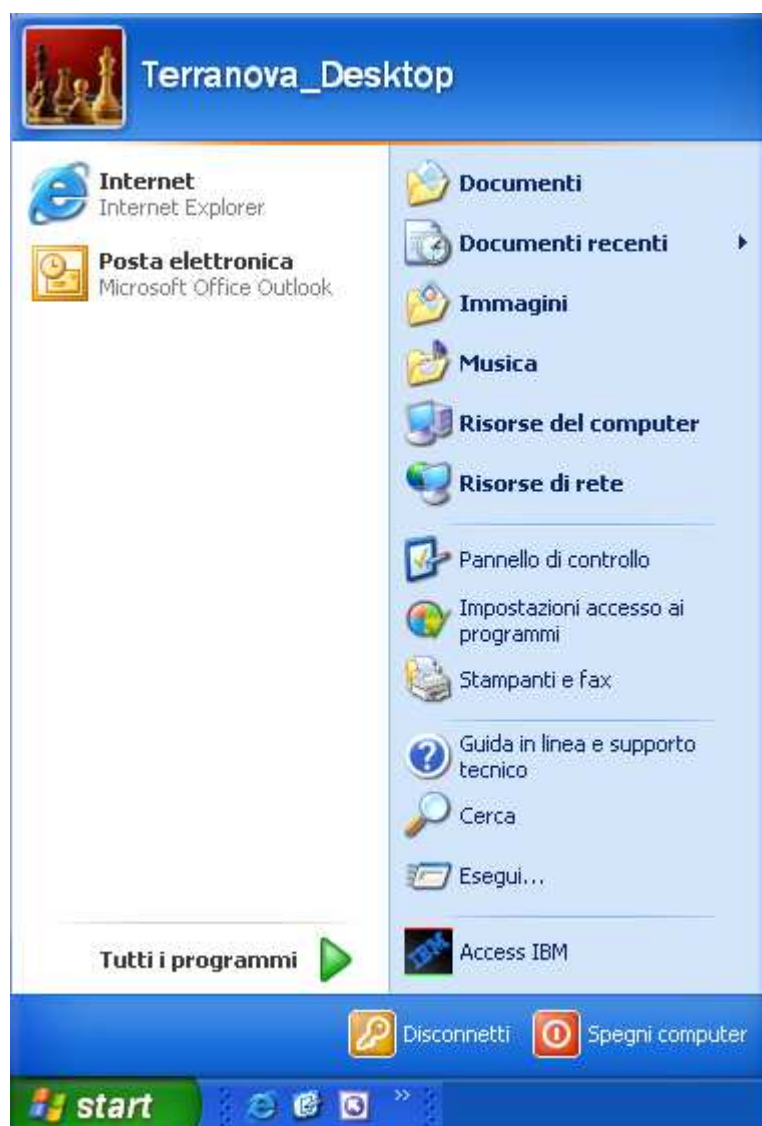 Terranova_Desktop
Internet
Internet Explorer
Posta elettronica
Microsoft Office Outlook
Tutti i programmi
Documenti
Documenti recenti
Immagini
Musica
Risorse del computer
Risorse di rete
Pannello di controllo
Impostazioni accesso ai
programmi
Stampanti e fax
Guida in linea e supporto
tecnico
Cerca
Esegui...
IBM
Access IBM
Disconnetti
Spegni computer
start